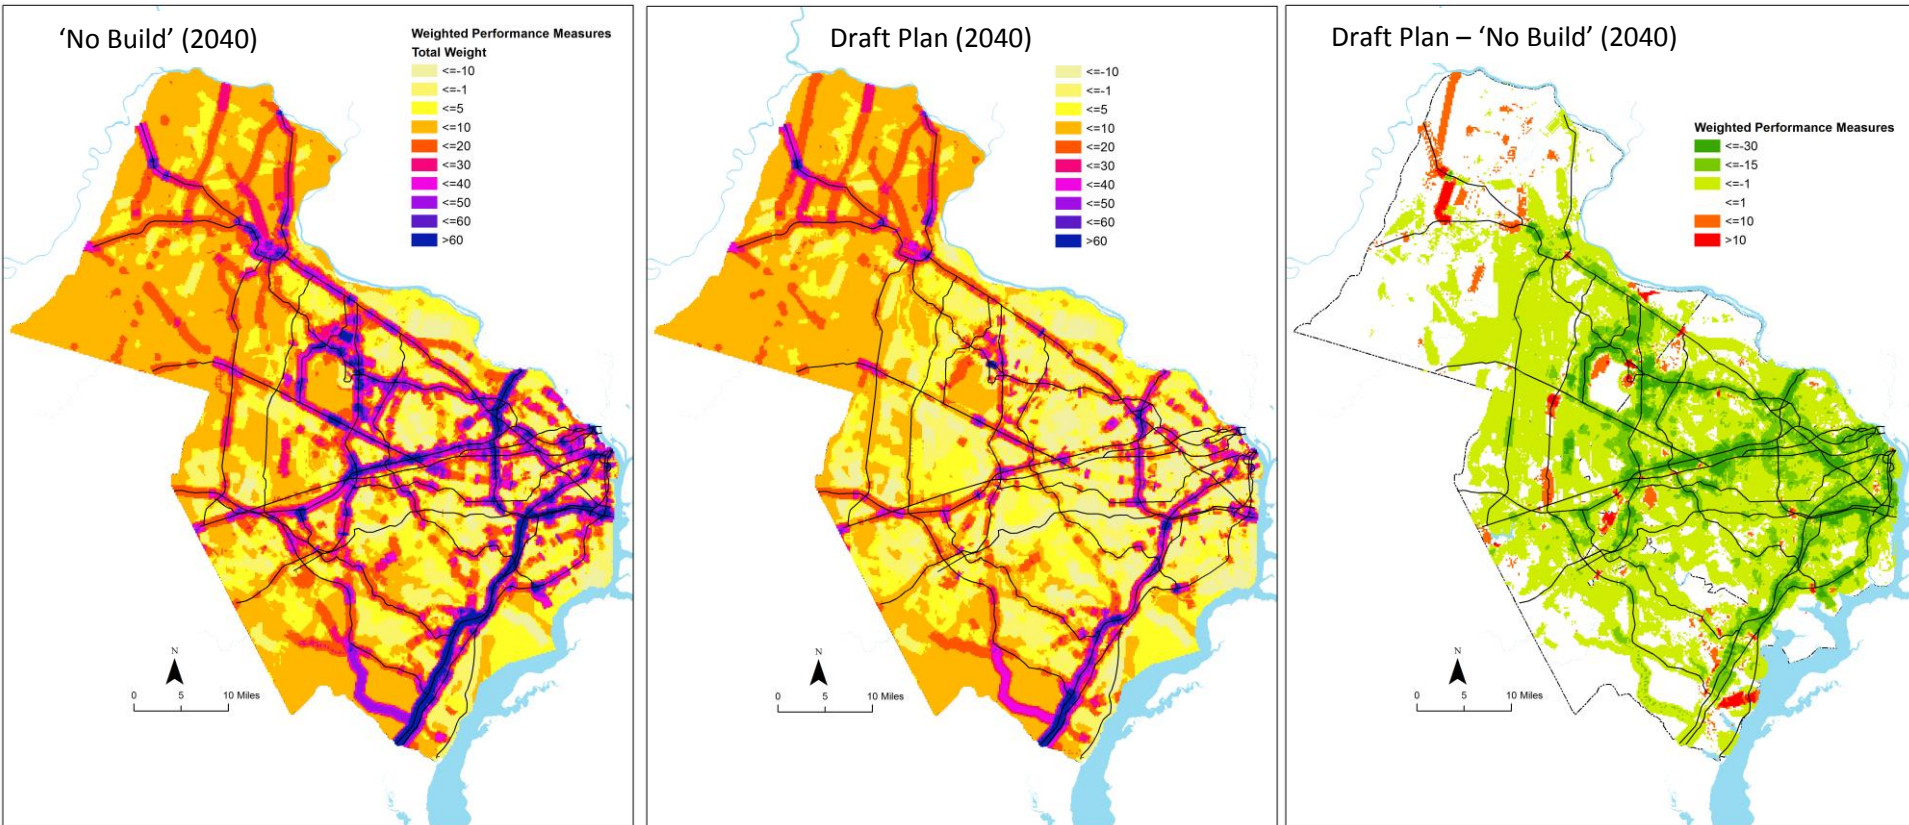 'No Build' (2040)
Weighted Performance Measures
Total Weight
<=-10
<=-1
<=5
<=10
<=20
<=30
<=40
<=50
<=60
>60
N
0 5 10 Miles
Draft Plan (2040)
<=-10
<=-1
<=5
<=10
<=20
<=30
<=40
<=50
<=60
>60
N
0 5 10 Miles
Draft Plan – 'No Build' (2040)
Weighted Performance Measures
<=-30
<=-15
<=-1
<=1
<=10
>10
N
0 5 10 Miles